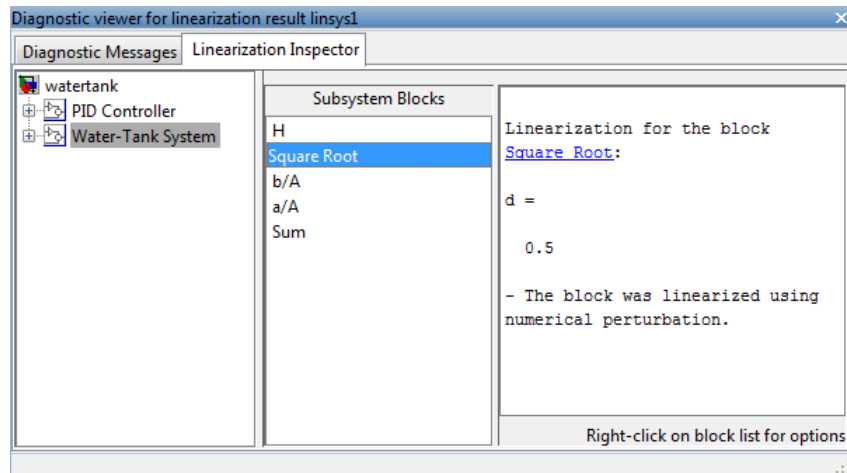 Diagnostic viewer for linearization result linsys1
Diagnostic Messages
Linearization Inspector
watertank
PID Controller
Water-Tank System
Subsystem Blocks
H
Square Root
b/A
a/A
Sum
Linearization for the block
Square Root:
d =
0.5
- The block was linearized using
numerical perturbation.
Right-click on block list for options